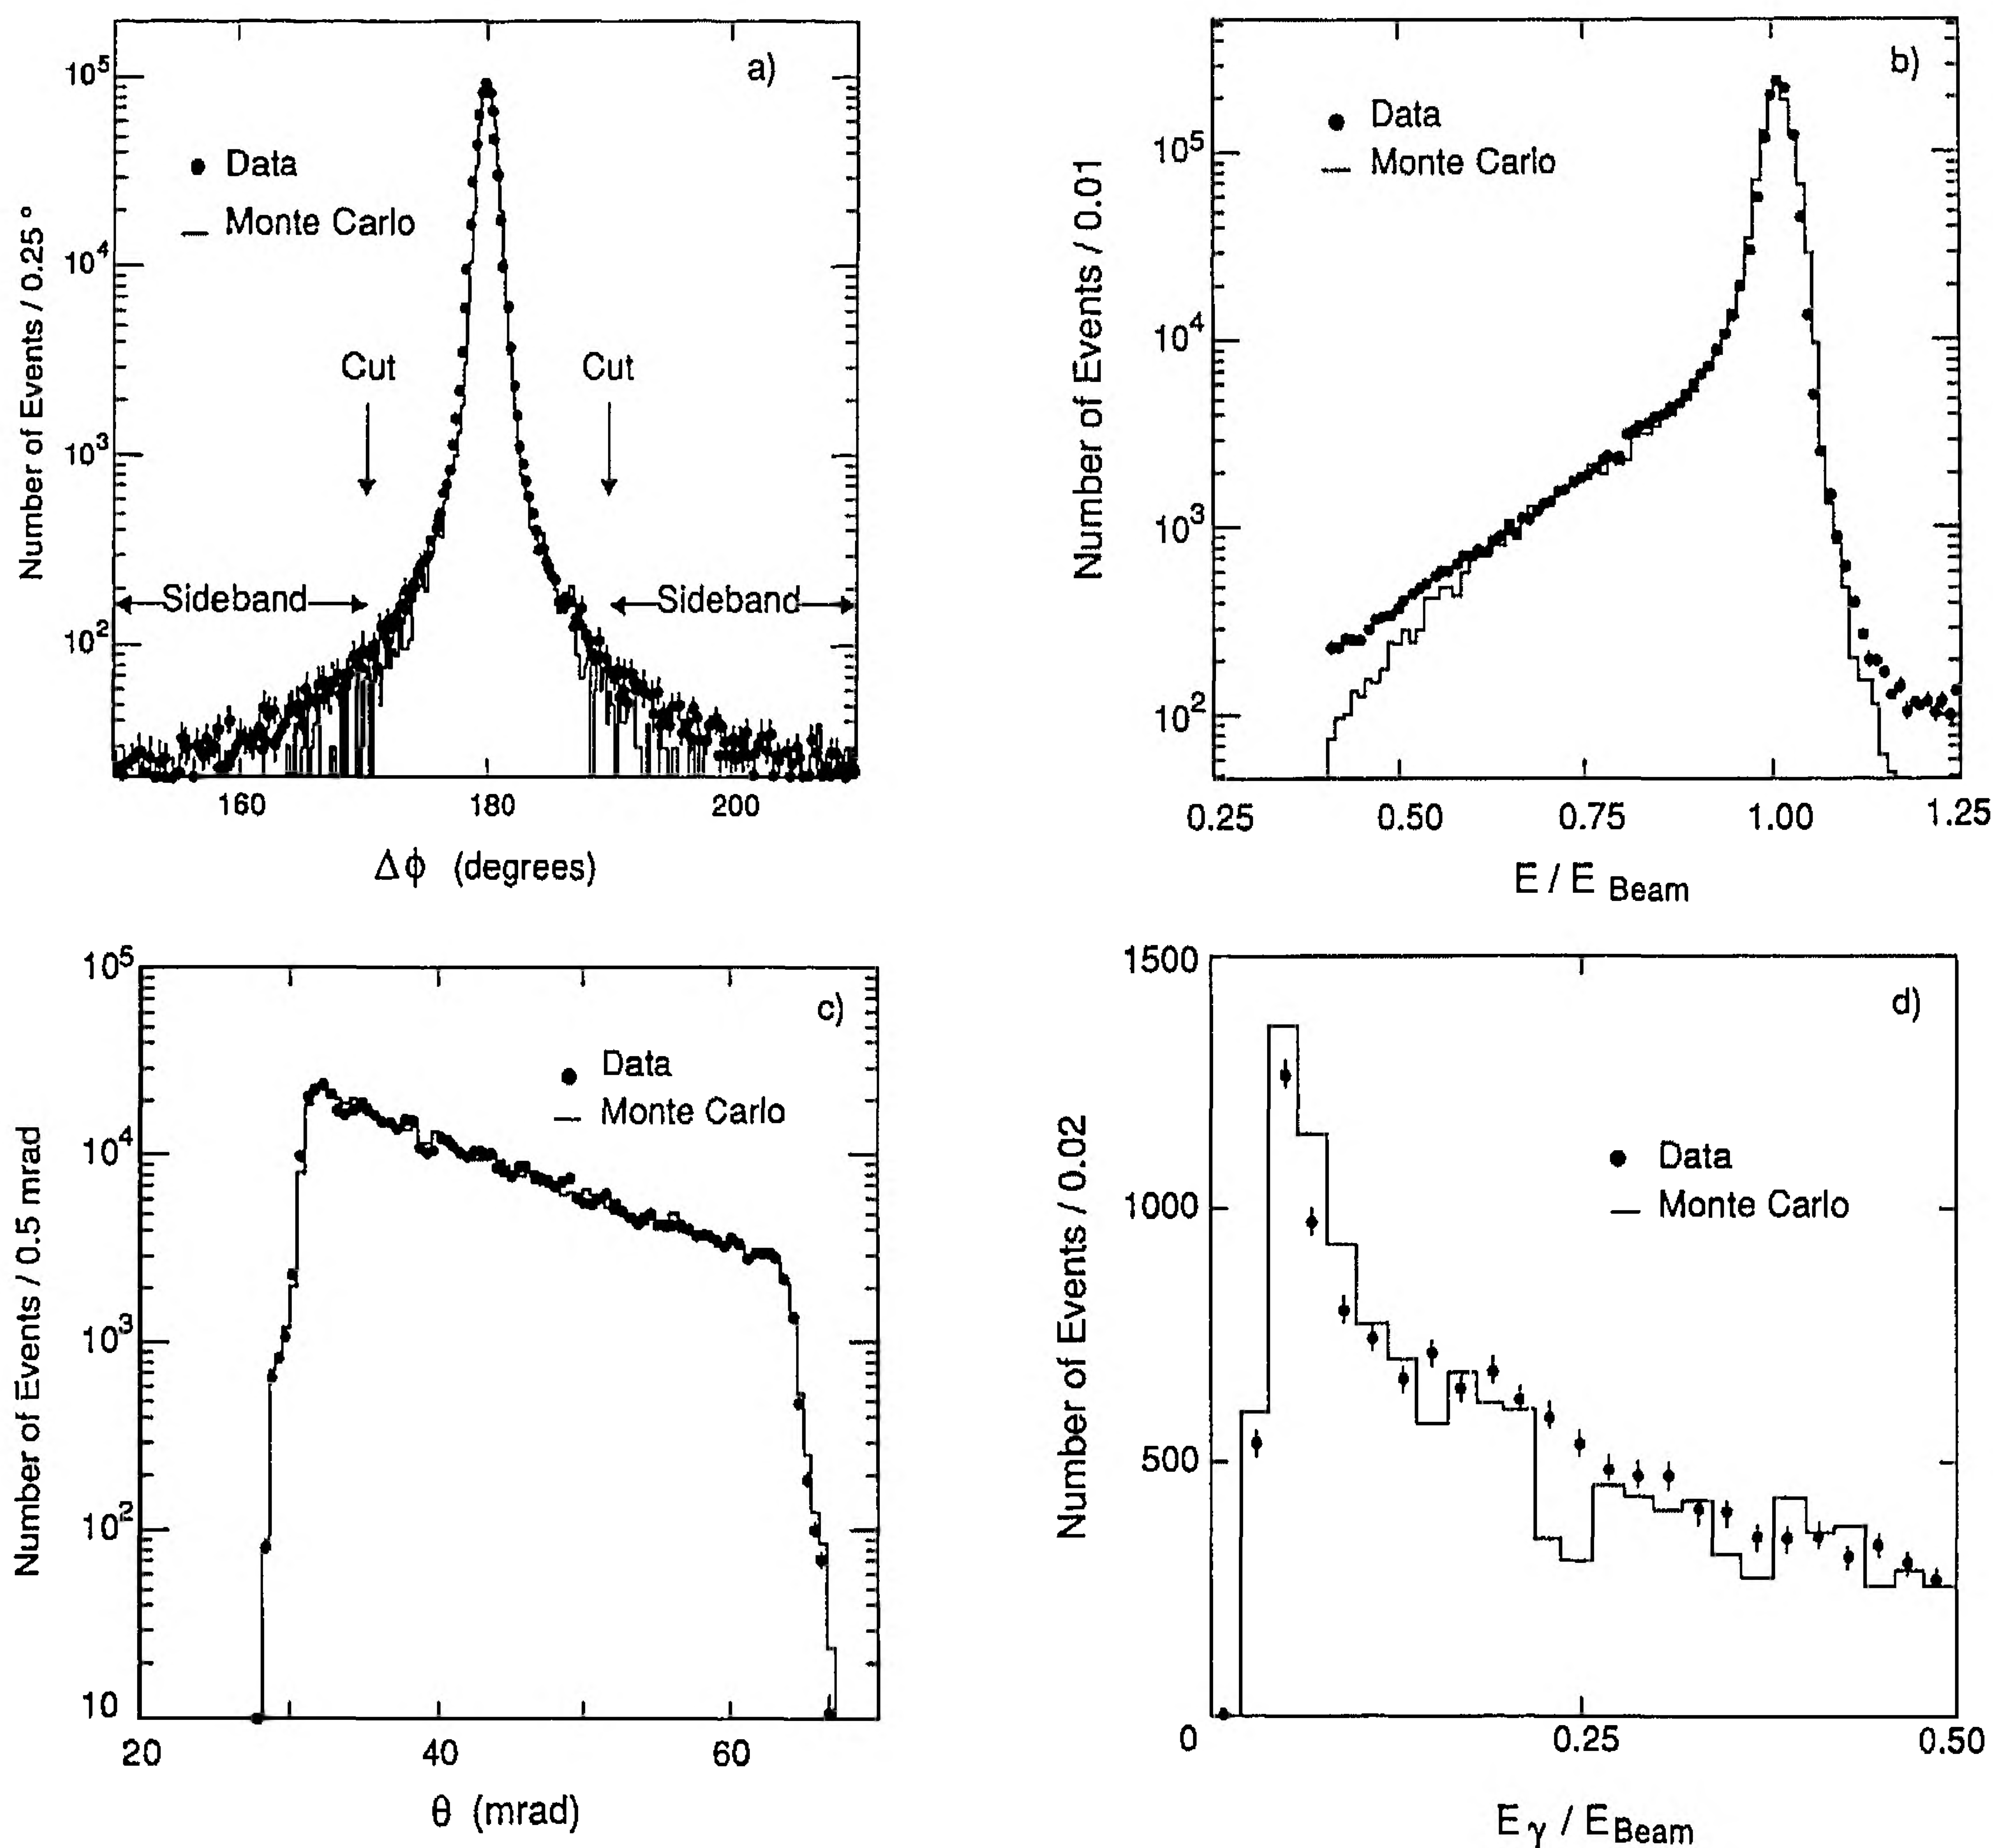 a)
10⁵
10⁴
10³
10²
Number of Events / 0.25°
Data
Monte Carlo
Cut
Cut
Sideband
Sideband
160
180
200
Δϕ (degrees)
b)
10⁵
10⁴
10³
10²
Number of Events / 0.01
Data
Monte Carlo
0.25
0.50
0.75
1.00
1.25
E / E Beam
c)
10⁵
10⁴
10³
10²
10
Number of Events / 0.5 mrad
Data
Monte Carlo
20
40
60
θ (mrad)
d)
1500
1000
500
0
Number of Events / 0.02
Data
Monte Carlo
0.25
0.50
E γ / E Beam